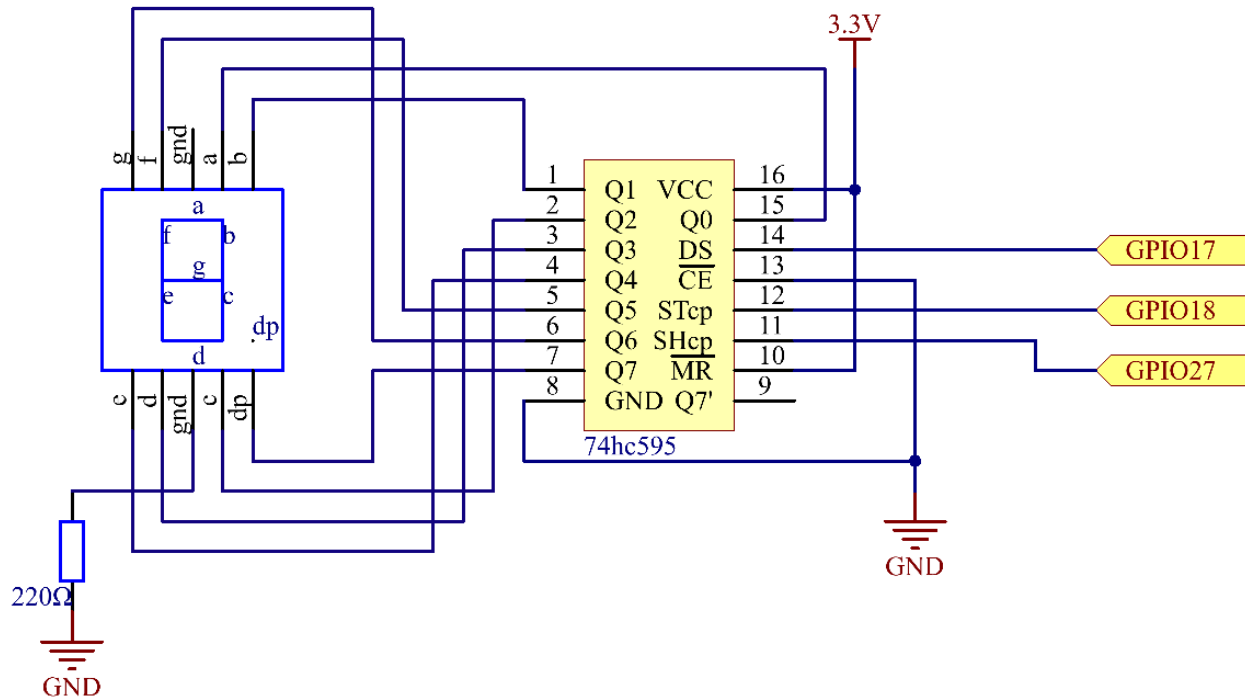 3.3V
g
f
gnd
a
b
a
f
b
g
e
c
dp
d
c
d
gnd
c
dp
220Ω
GND
1
2
3
4
5
6
7
8
Q1
Q2
Q3
Q4
Q5
Q6
Q7
GND
VCC
Q0
DS
CE
STcp
SHcp
MR
Q7'
16
15
14
13
12
11
10
9
74hc595
GPIO17
GPIO18
GPIO27
GND